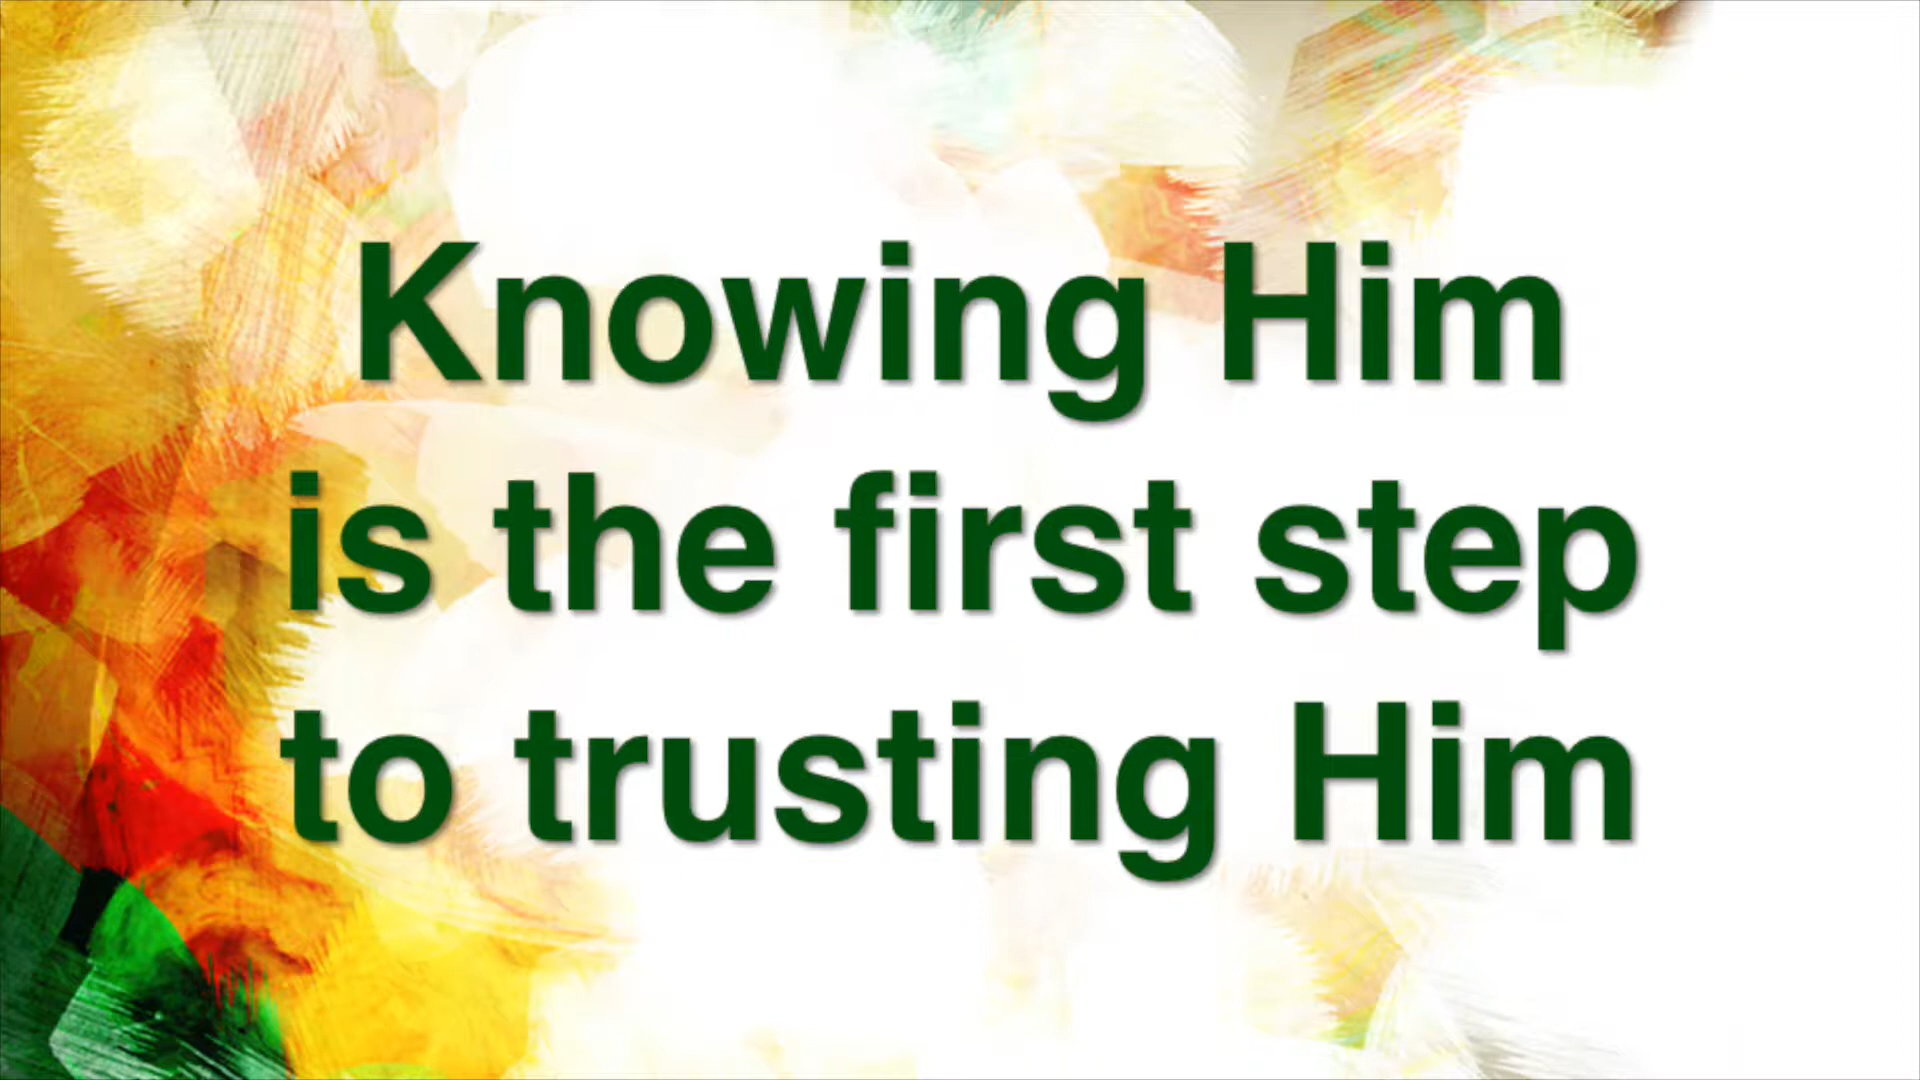 Knowing Him
is the first step
to trusting Him